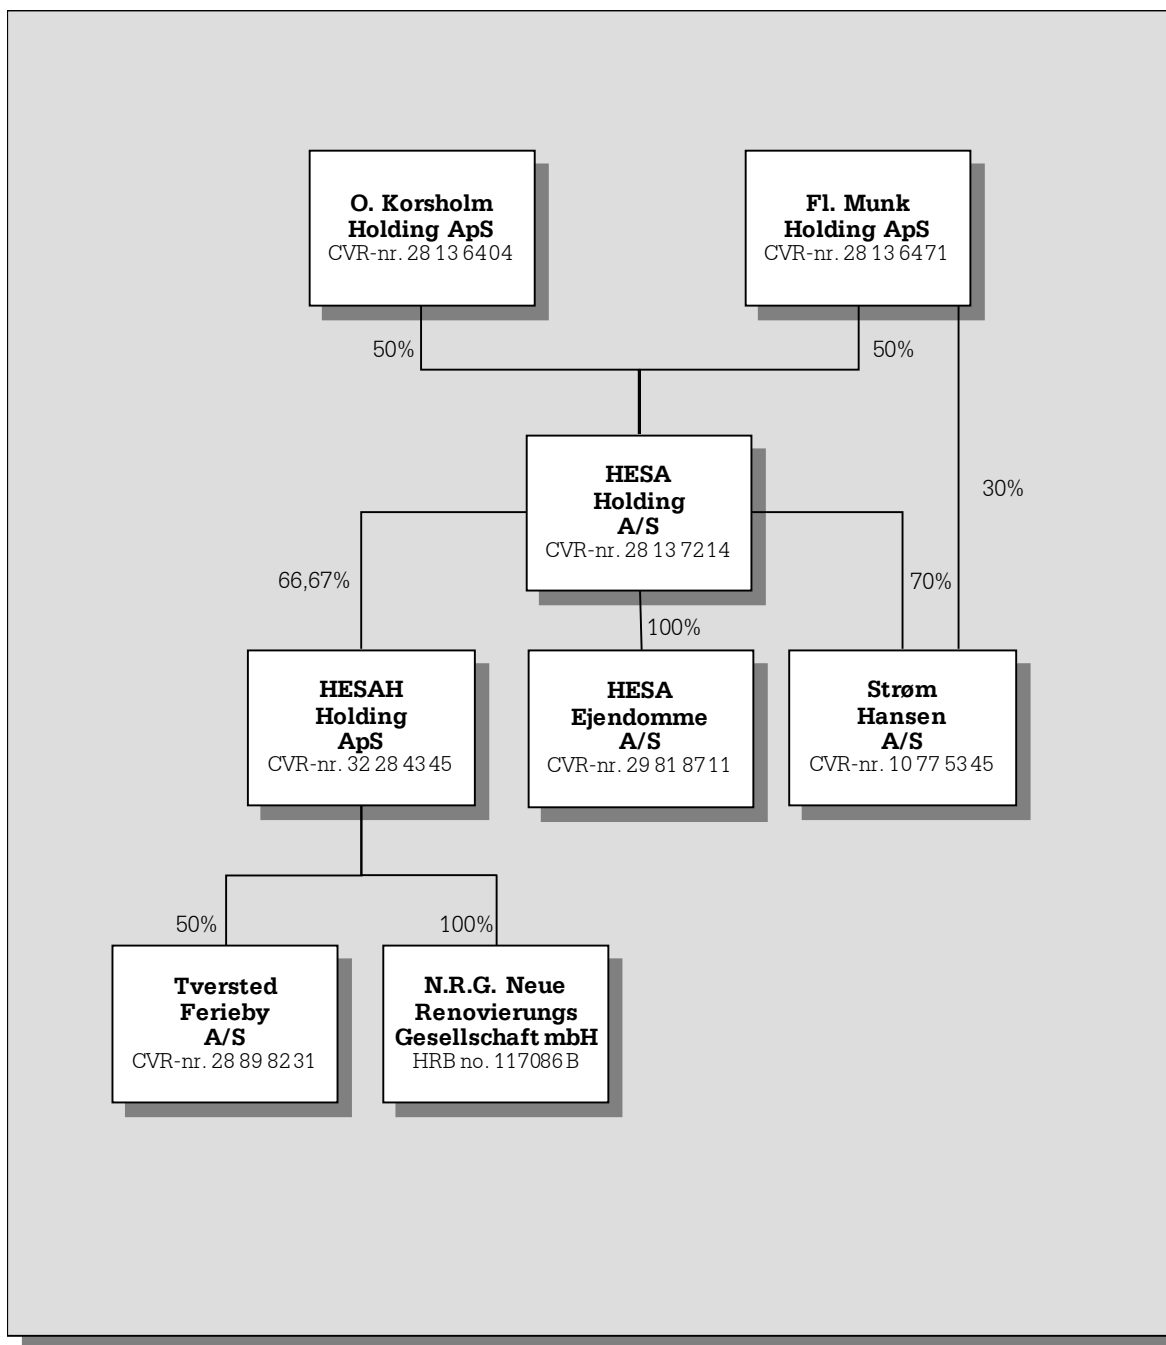 O. Korsholm
Holding ApS
CVR-nr. 28 13 64 04
Fl. Munk
Holding ApS
CVR-nr. 28 13 64 71
50%
50%
30%
HESA
Holding
A/S
CVR-nr. 28 13 72 14
66,67%
100%
70%
HESAH
Holding
ApS
CVR-nr. 32 28 43 45
HESA
Ejendomme
A/S
CVR-nr. 29 81 87 11
Strøm
Hansen
A/S
CVR-nr. 10 77 53 45
50%
100%
Tversted
Ferieby
A/S
CVR-nr. 28 89 82 31
N.R.G. Neue
Renovierungs
Gesellschaft mbH
HRB no. 117086 B